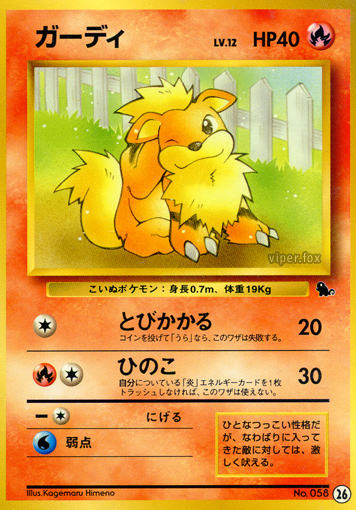 ガーディ LV.12 HP40
viper.fox
こいぬポケモン：身長0.7m、体重19Kg
とびかかる 20
コインを投げて「うら」なら、このワザは失敗する。
ひのこ 30
自分についている「炎」エネルギーカードを1枚
トラッシュしなければ、このワザは使えない。
ー にげる
弱点
ひとなつっこい性格だ
が、なわばりに入って
きた敵に対しては、激
しく吠える。
Illus.Kagemaru Himeno No.058 26